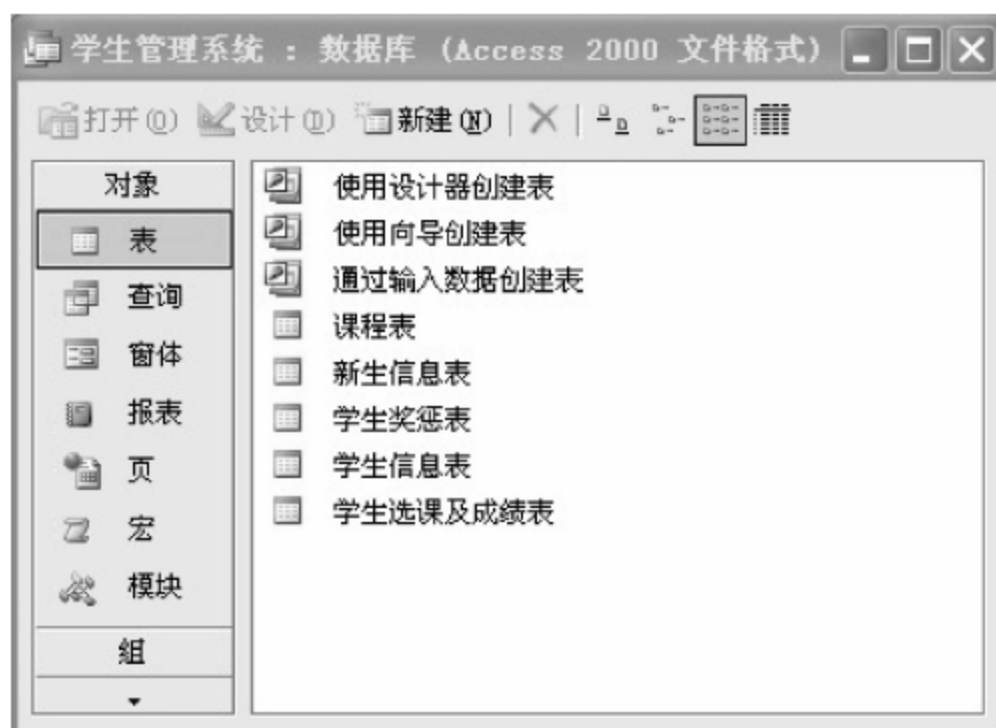 学生管理系统 : 数据库 (Access 2000 文件格式)
打开(O) 设计(D) 新建(N)
对象
表
查询
窗体
报表
页
宏
模块
组
使用设计器创建表
使用向导创建表
通过输入数据创建表
课程表
新生信息表
学生奖惩表
学生信息表
学生选课及成绩表